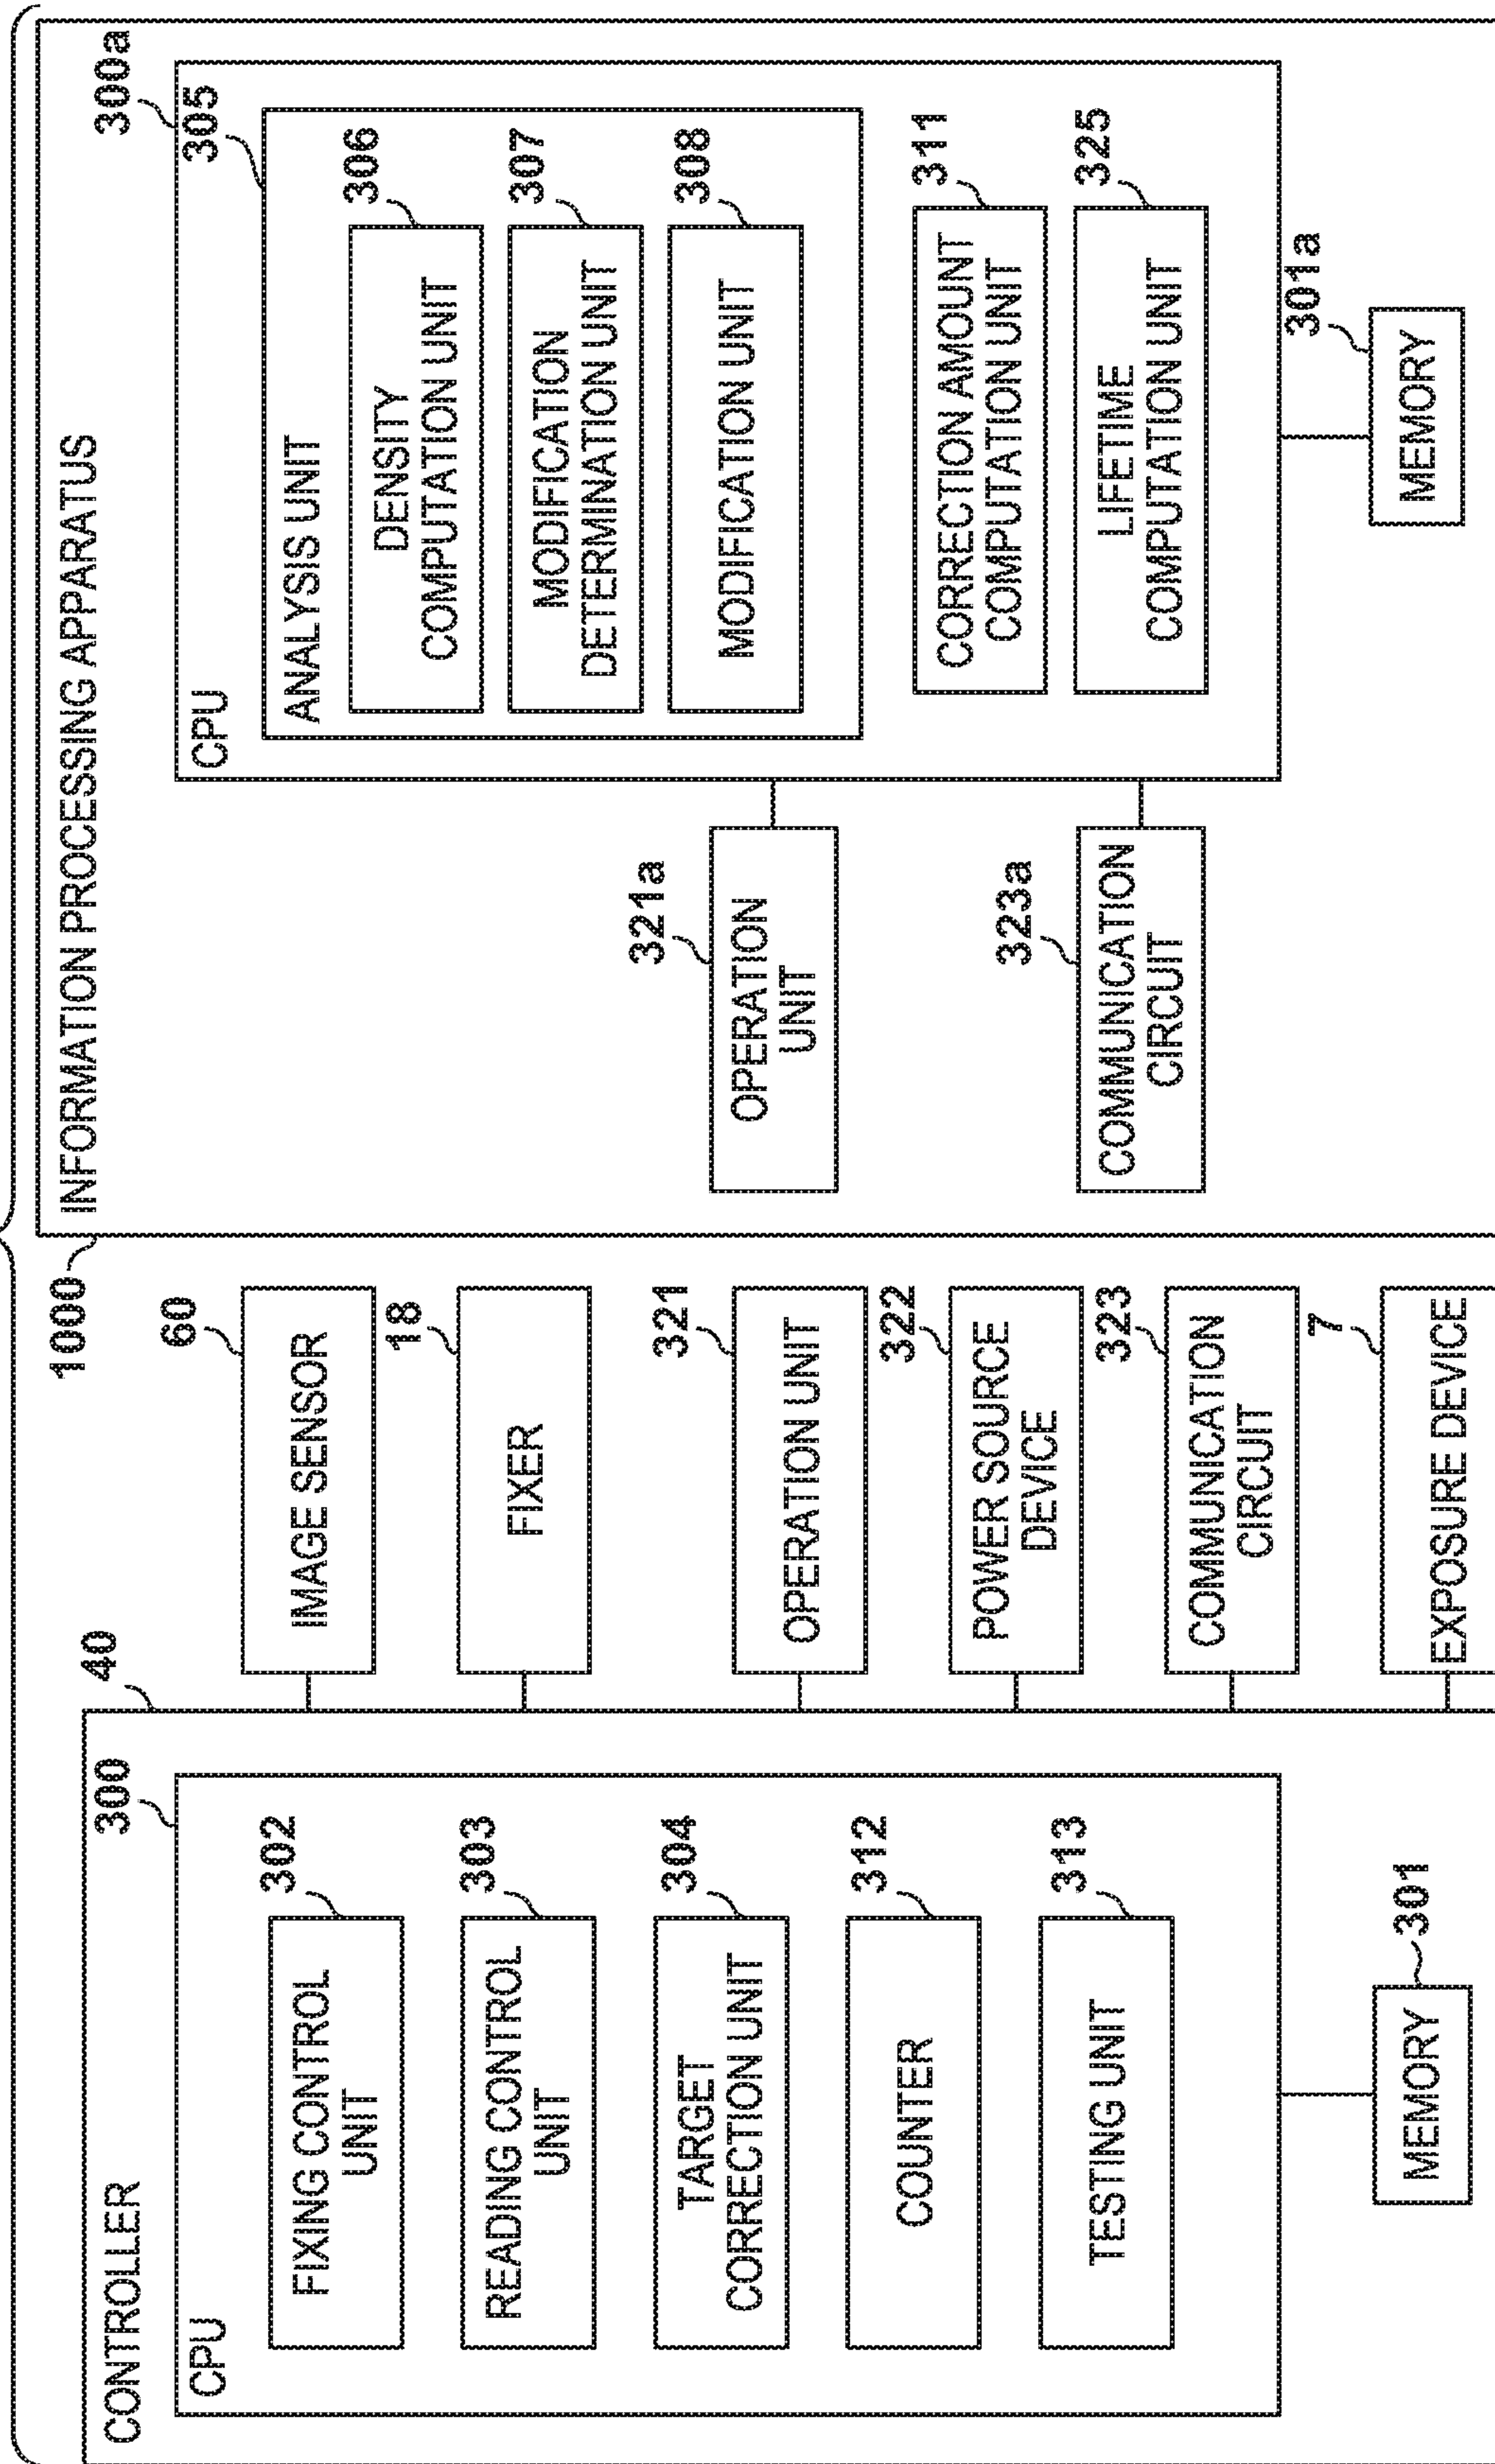 CONTROLLER
40
CPU
300
FIXING CONTROL
UNIT
302
READING CONTROL
UNIT
303
TARGET
CORRECTION UNIT
304
COUNTER
312
TESTING UNIT
313
MEMORY
301
IMAGE SENSOR
60
FIXER
18
OPERATION UNIT
321
POWER SOURCE
DEVICE
322
COMMUNICATION
CIRCUIT
323
EXPOSURE DEVICE
7
1000
INFORMATION PROCESSING APPARATUS
OPERATION
UNIT
321a
COMMUNICATION
CIRCUIT
323a
CPU
300a
ANALYSIS UNIT
305
DENSITY
COMPUTATION UNIT
306
MODIFICATION
DETERMINATION UNIT
307
MODIFICATION UNIT
308
CORRECTION AMOUNT
COMPUTATION UNIT
311
LIFETIME
COMPUTATION UNIT
325
MEMORY
301a